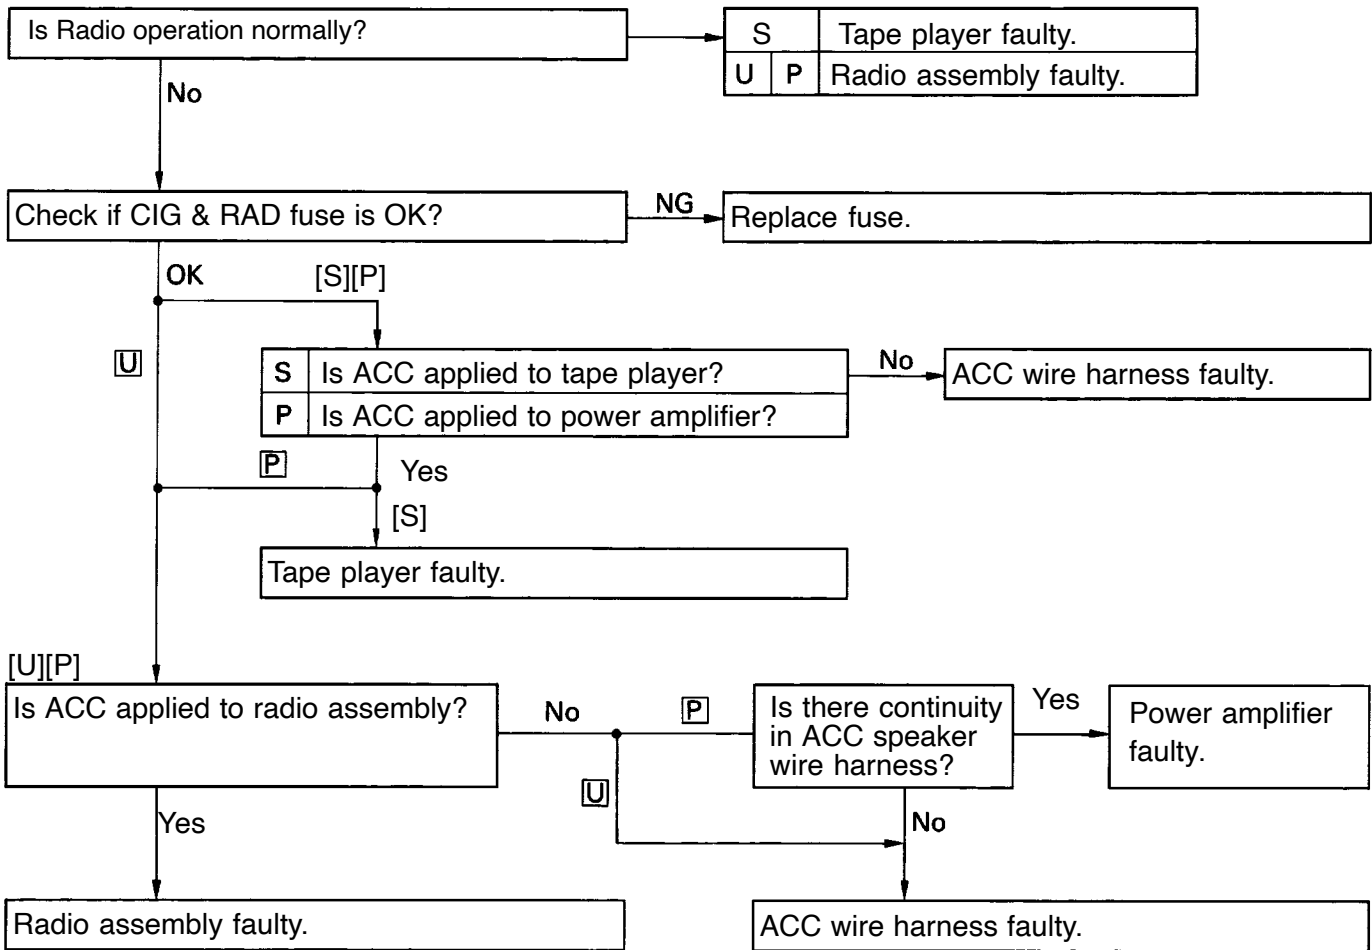 Is Radio operation normally?
S Tape player faulty.
U P Radio assembly faulty.
No
Check if CIG & RAD fuse is OK?
NG
Replace fuse.
OK
[S][P]
U
S Is ACC applied to tape player?
P Is ACC applied to power amplifier?
No
ACC wire harness faulty.
P
Yes
[S]
Tape player faulty.
[U][P]
Is ACC applied to radio assembly?
No
P
Is there continuity
in ACC speaker
wire harness?
Yes
Power amplifier
faulty.
U
Yes
No
Radio assembly faulty.
ACC wire harness faulty.